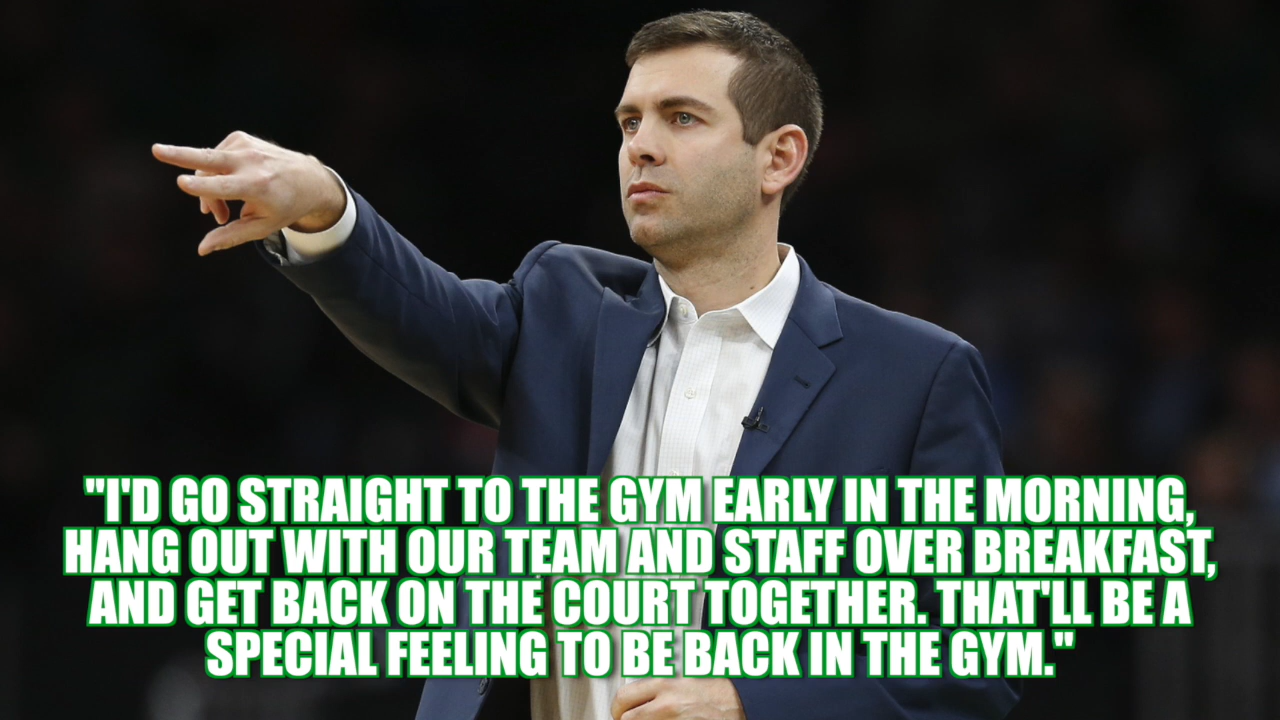 "I'D GO STRAIGHT TO THE GYM EARLY IN THE MORNING,
HANG OUT WITH OUR TEAM AND STAFF OVER BREAKFAST,
AND GET BACK ON THE COURT TOGETHER. THAT'LL BE A
SPECIAL FEELING TO BE BACK IN THE GYM."